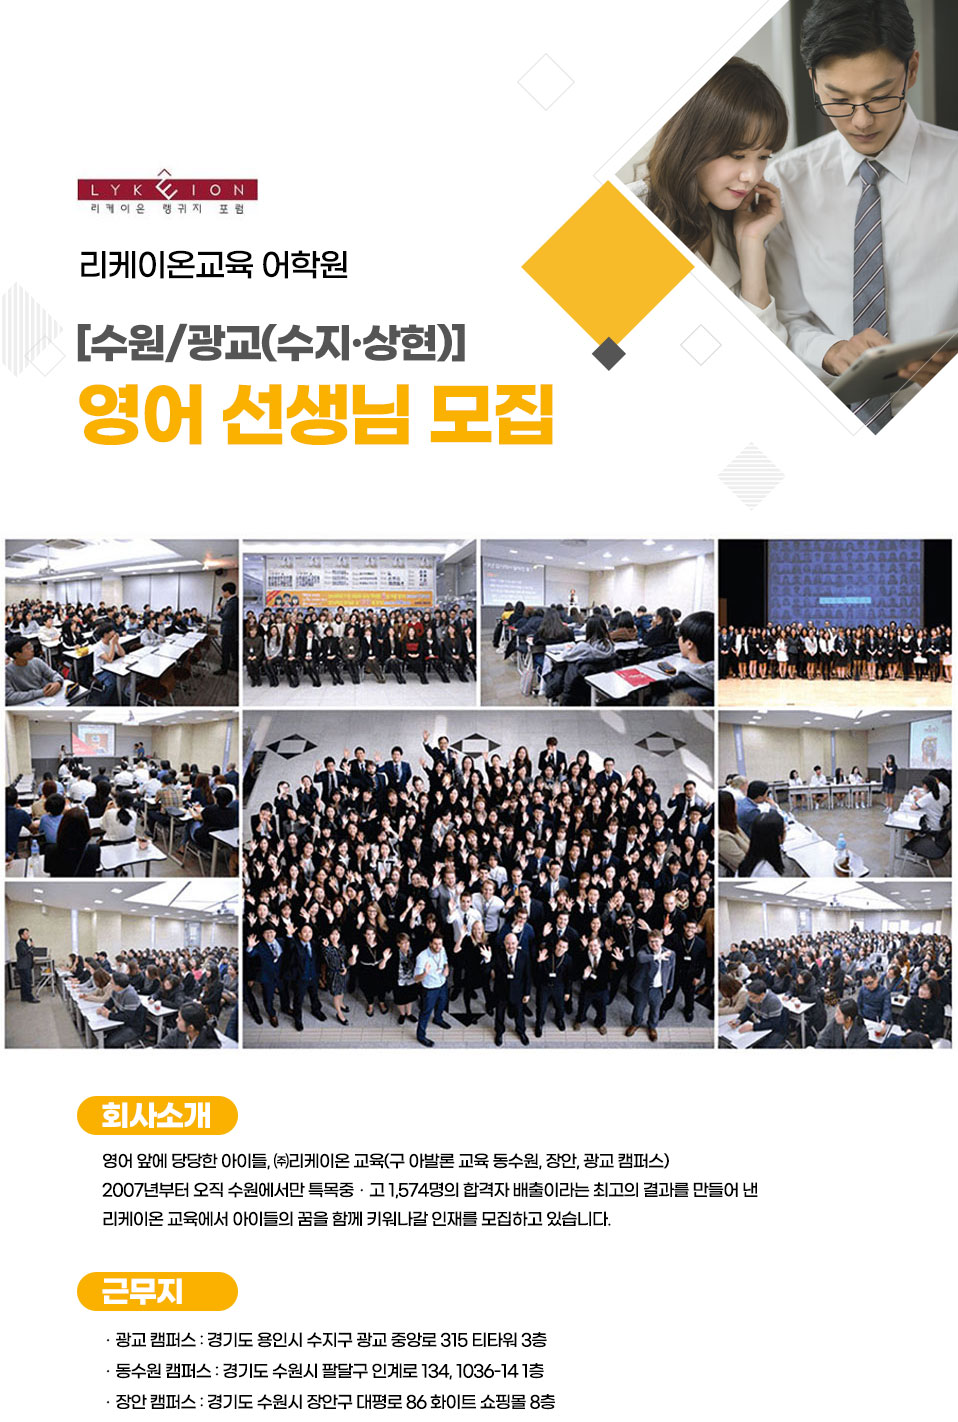 LYKEION
리케이온 랭귀지 포럼
리케이온교육 어학원
[수원/광교(수지·상현)]
영어 선생님 모집
회사소개
영어 앞에 당당한 아이들, ㈜리케이온 교육(구 아발론 교육 동수원, 장안, 광교 캠퍼스)
2007년부터 오직 수원에서만 특목중 · 고 1,574명의 합격자 배출이라는 최고의 결과를 만들어 낸
리케이온 교육에서 아이들의 꿈을 함께 키워나갈 인재를 모집하고 있습니다.
근무지
· 광교 캠퍼스 : 경기도 용인시 수지구 광교 중앙로 315 티타워 3층
· 동수원 캠퍼스 : 경기도 수원시 팔달구 인계로 134, 1036-14 1층
· 장안 캠퍼스 : 경기도 수원시 장안구 대평로 86 화이트 쇼핑몰 8층